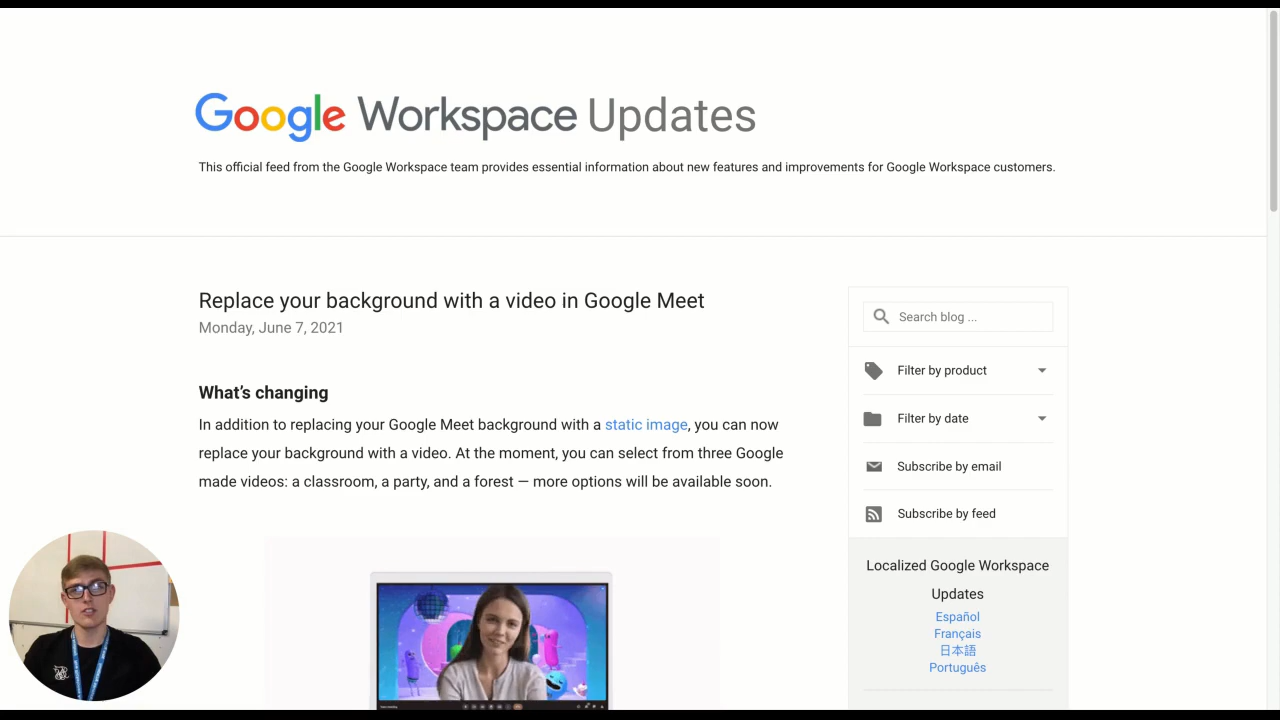 Google Workspace Updates
This official feed from the Google Workspace team provides essential information about new features and improvements for Google Workspace customers.
Replace your background with a video in Google Meet
Monday, June 7, 2021
What's changing
In addition to replacing your Google Meet background with a static image, you can now
replace your background with a video. At the moment, you can select from three Google
made videos: a classroom, a party, and a forest — more options will be available soon.
Search blog ...
Filter by product
Filter by date
Subscribe by email
Subscribe by feed
Localized Google Workspace
Updates
Español
Français
日本語
Português